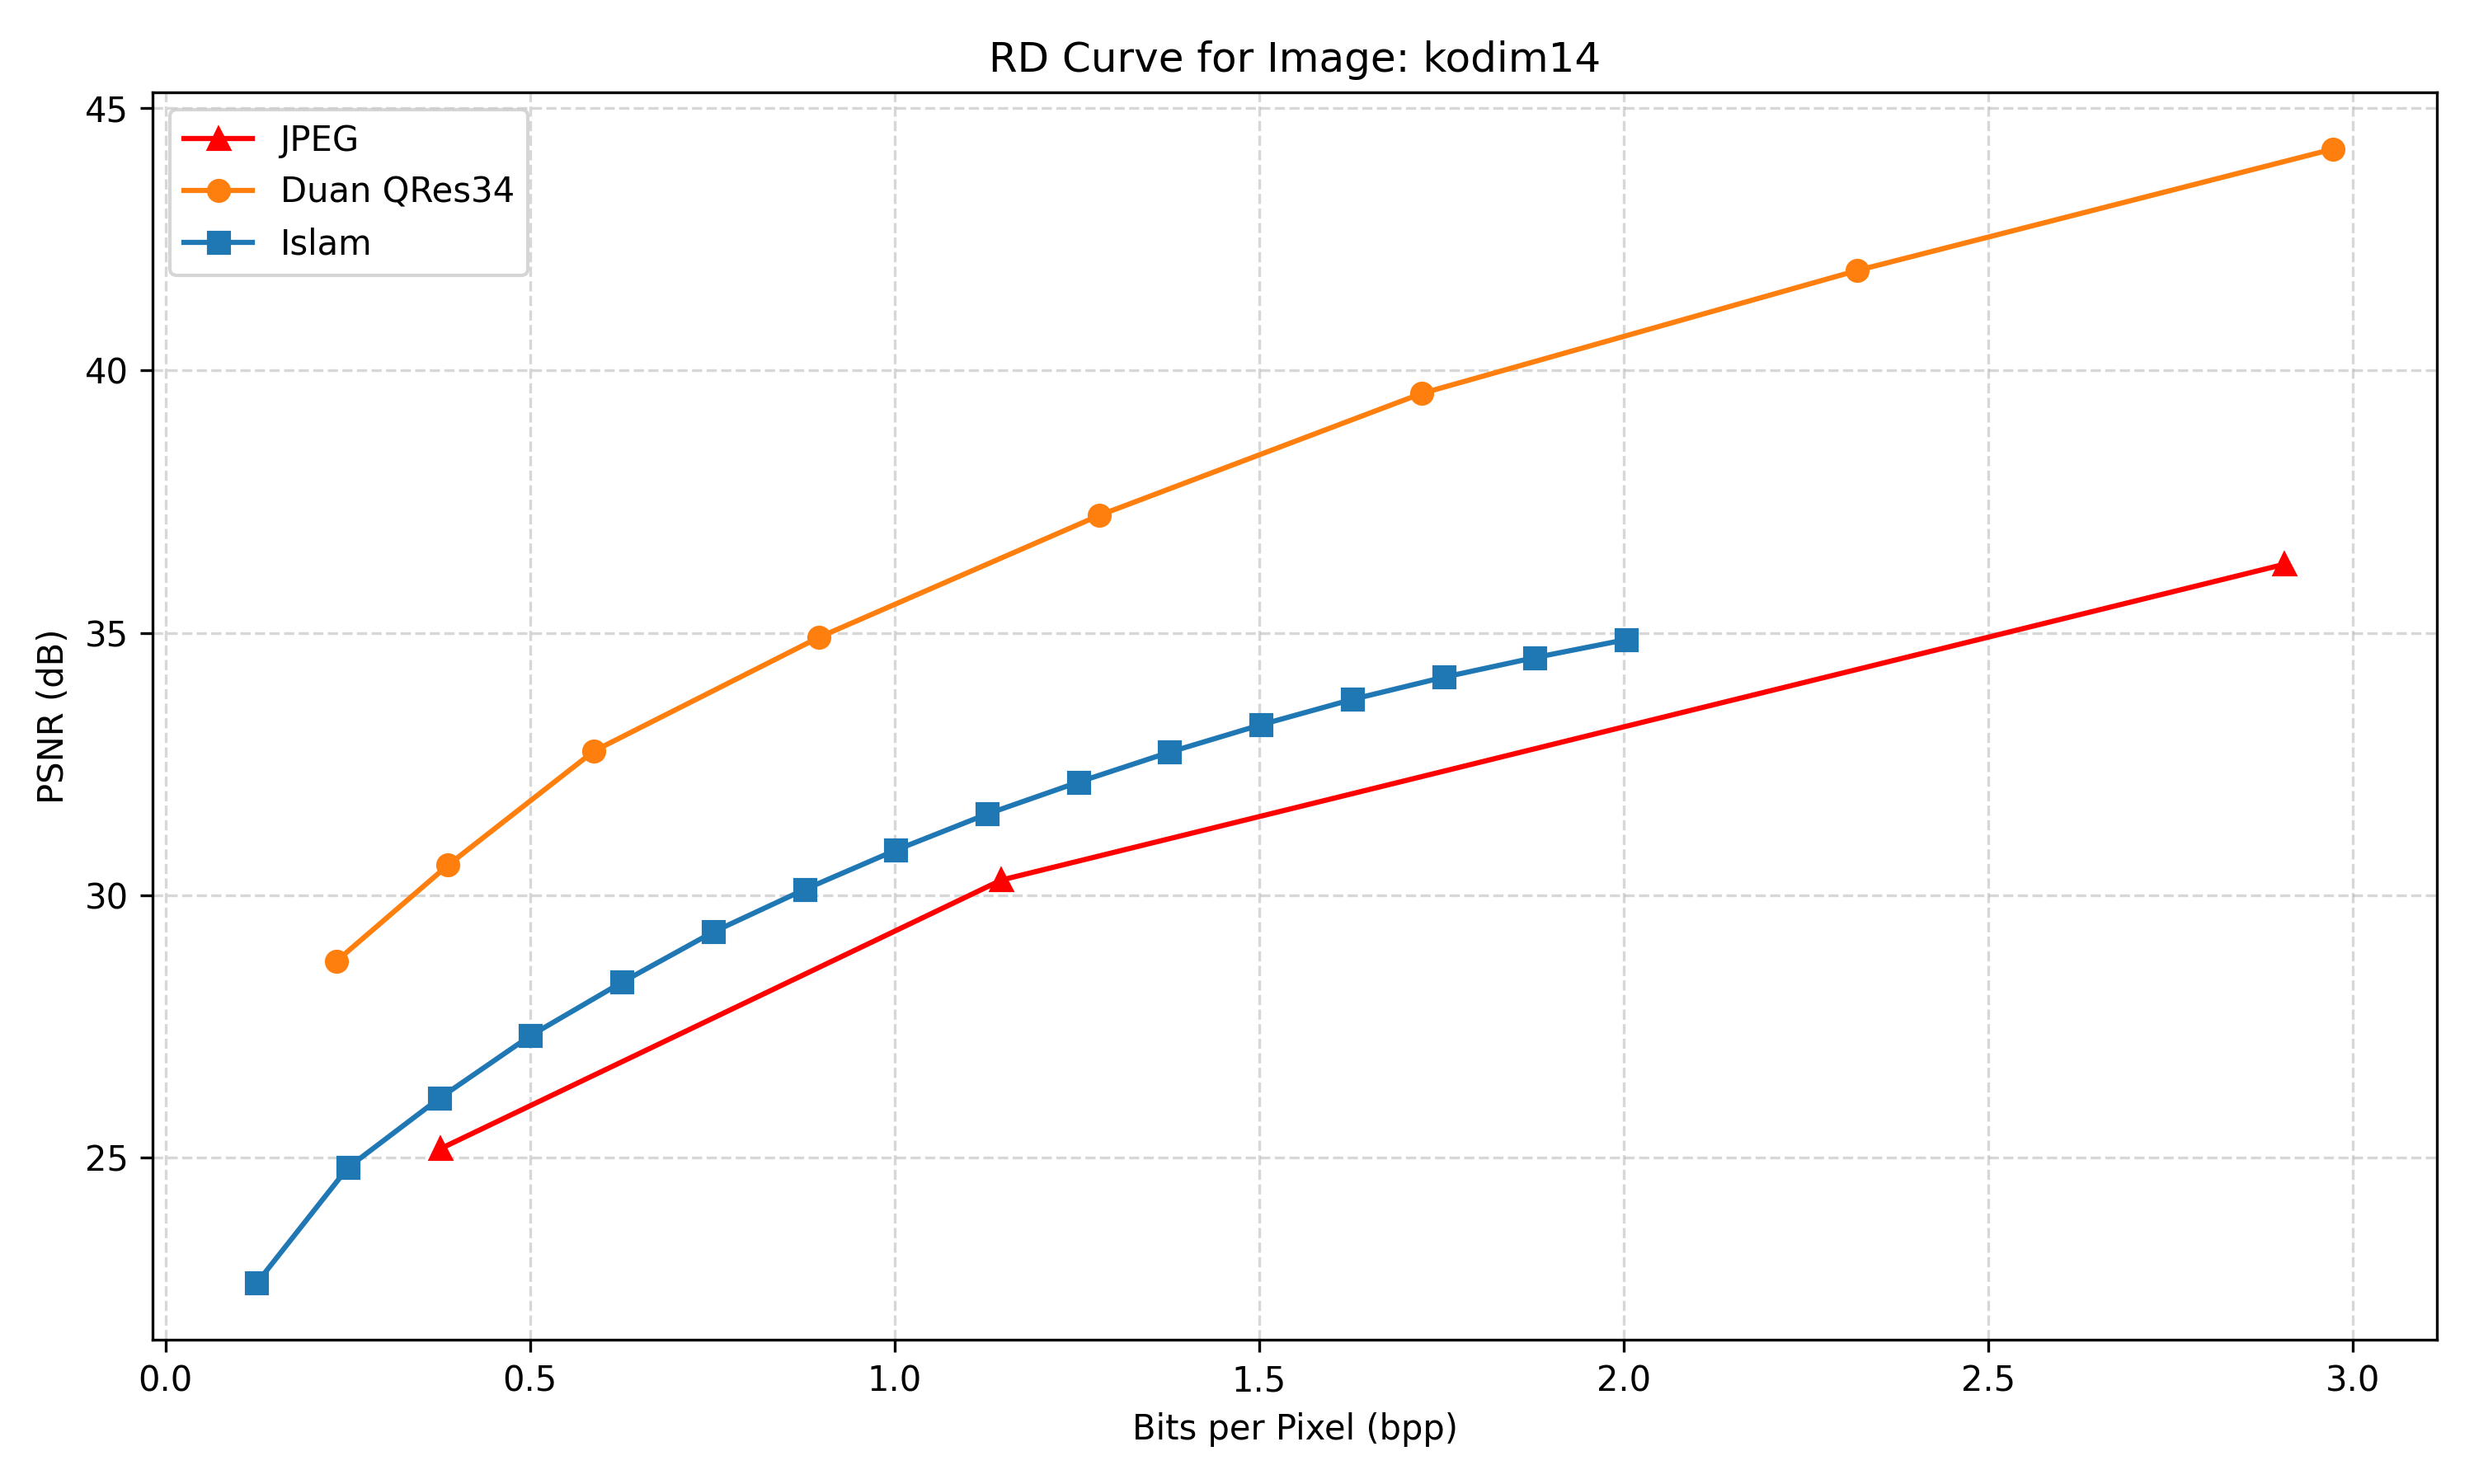 RD Curve for Image: kodim14
JPEG
Duan QRes34
Islam
PSNR (dB)
45
40
35
30
25
0.0 0.5 1.0 1.5 2.0 2.5 3.0
Bits per Pixel (bpp)